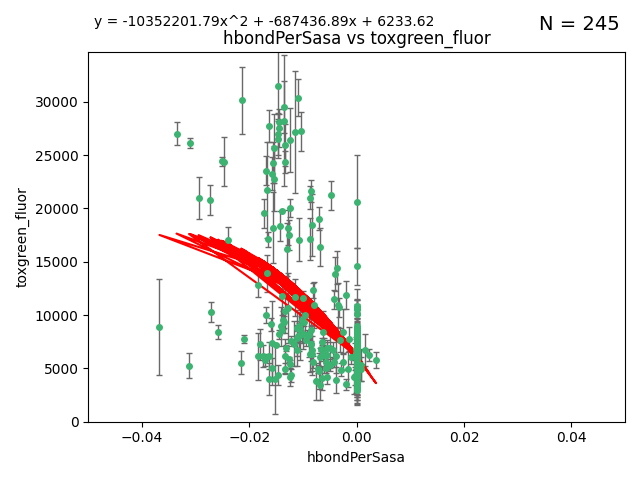 y = -10352201.79x^2 + -687436.89x + 6233.62
N = 245
hbondPerSasa vs toxgreen_fluor
toxgreen_fluor
30000
25000
20000
15000
10000
5000
0
−0.04
−0.02
0.00
0.02
0.04
hbondPerSasa